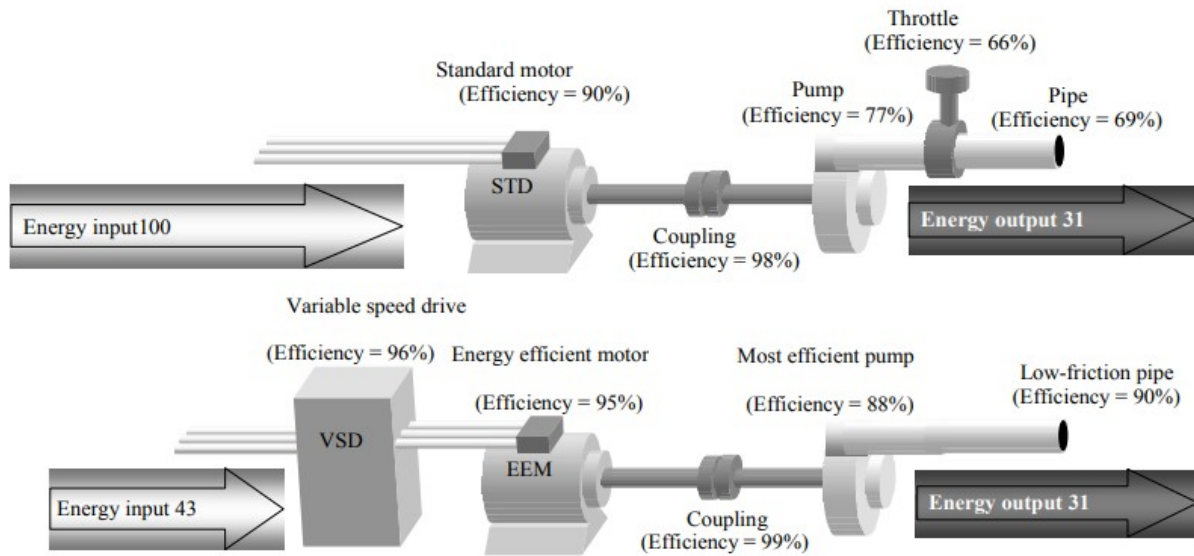 Throttle
(Efficiency = 66%)
Standard motor
(Efficiency = 90%)
Pump
(Efficiency = 77%)
Pipe
(Efficiency = 69%)
STD
Energy input100
Coupling
(Efficiency = 98%)
Energy output 31
Variable speed drive
(Efficiency = 96%)
Energy efficient motor
(Efficiency = 95%)
Most efficient pump
(Efficiency = 88%)
Low-friction pipe
(Efficiency = 90%)
VSD
EEM
Energy input 43
Coupling
(Efficiency = 99%)
Energy output 31